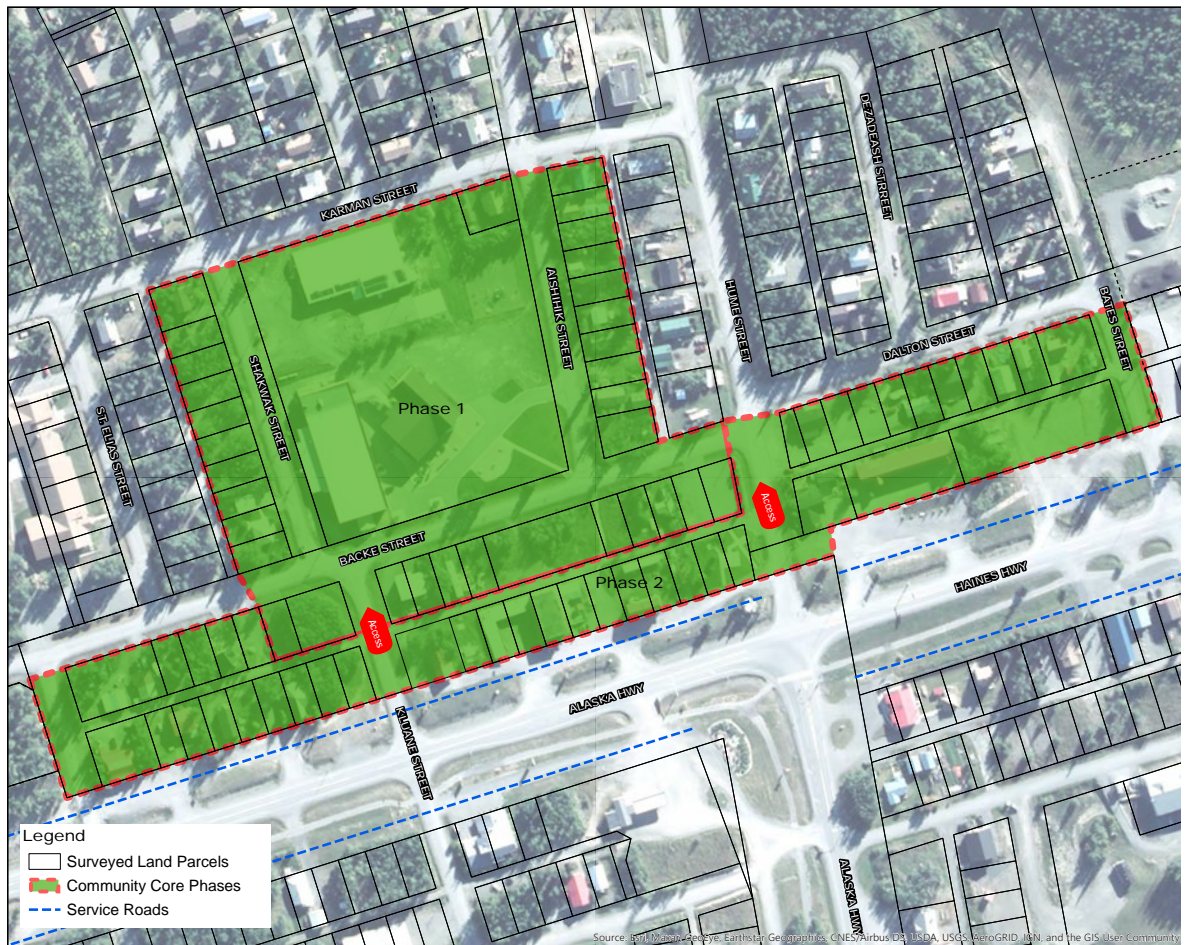 KARMAN STREET
DEZADEASH STRREET
AISHIHIK STREET
HUME STREET
BATES STREET
DALTON STREET
SHAKWAK STREET
Phase 1
ST. ELIAS STREET
Access
BACKE STREET
Phase 2
HAINES HWY
Access
ALASKA HWY
KLUANE STREET
ALASKA HWY
Legend
Surveyed Land Parcels
Community Core Phases
Service Roads
Source: Esri, Maxar, GeoEye, Earthstar Geographics, CNES/Airbus DS, USDA, USGS, AeroGRID, IGN, and the GIS User Community